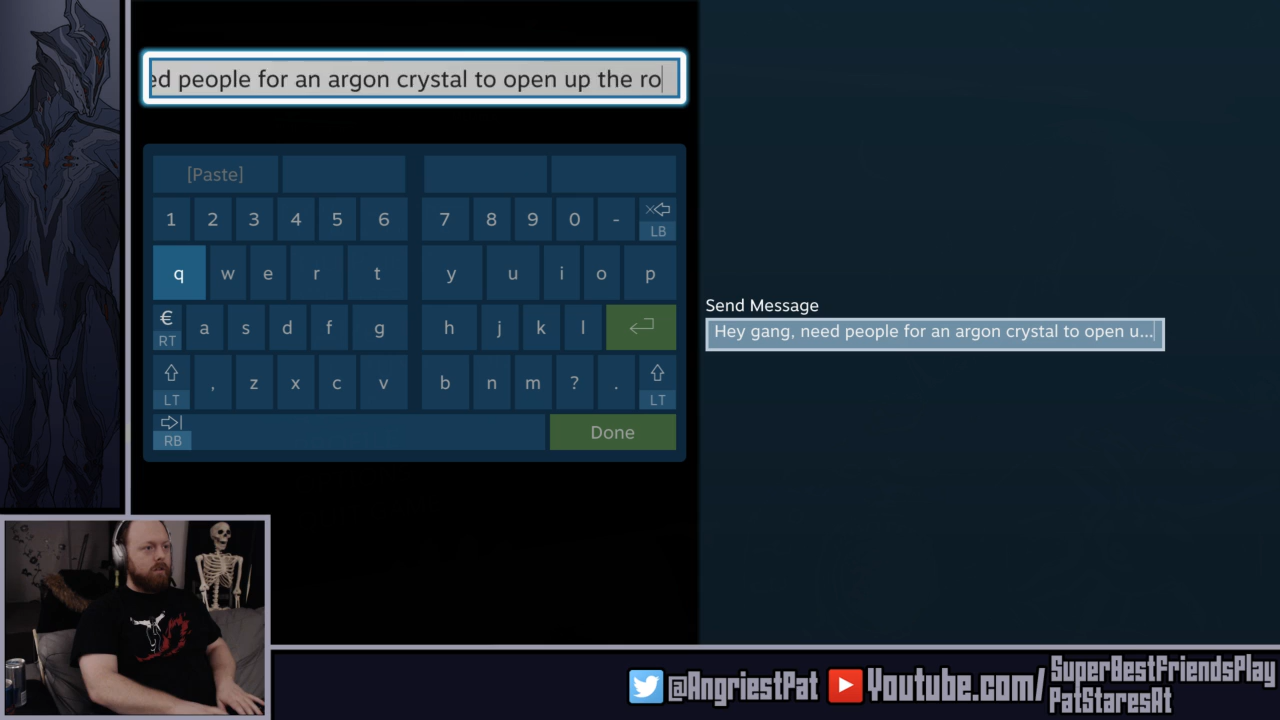 ed people for an argon crystal to open up the ro
[Paste]
1 2 3 4 5 6 7 8 9 0 -
LB
q w e r t y u i o p
€
RT
a s d f g h j k l
LT
, z x c v b n m ? .
LT
RB
Done
Send Message
Hey gang, need people for an argon crystal to open u...
@AngriestPat
Youtube.com/
SuperBestFriendsPlay
PatStaresAt